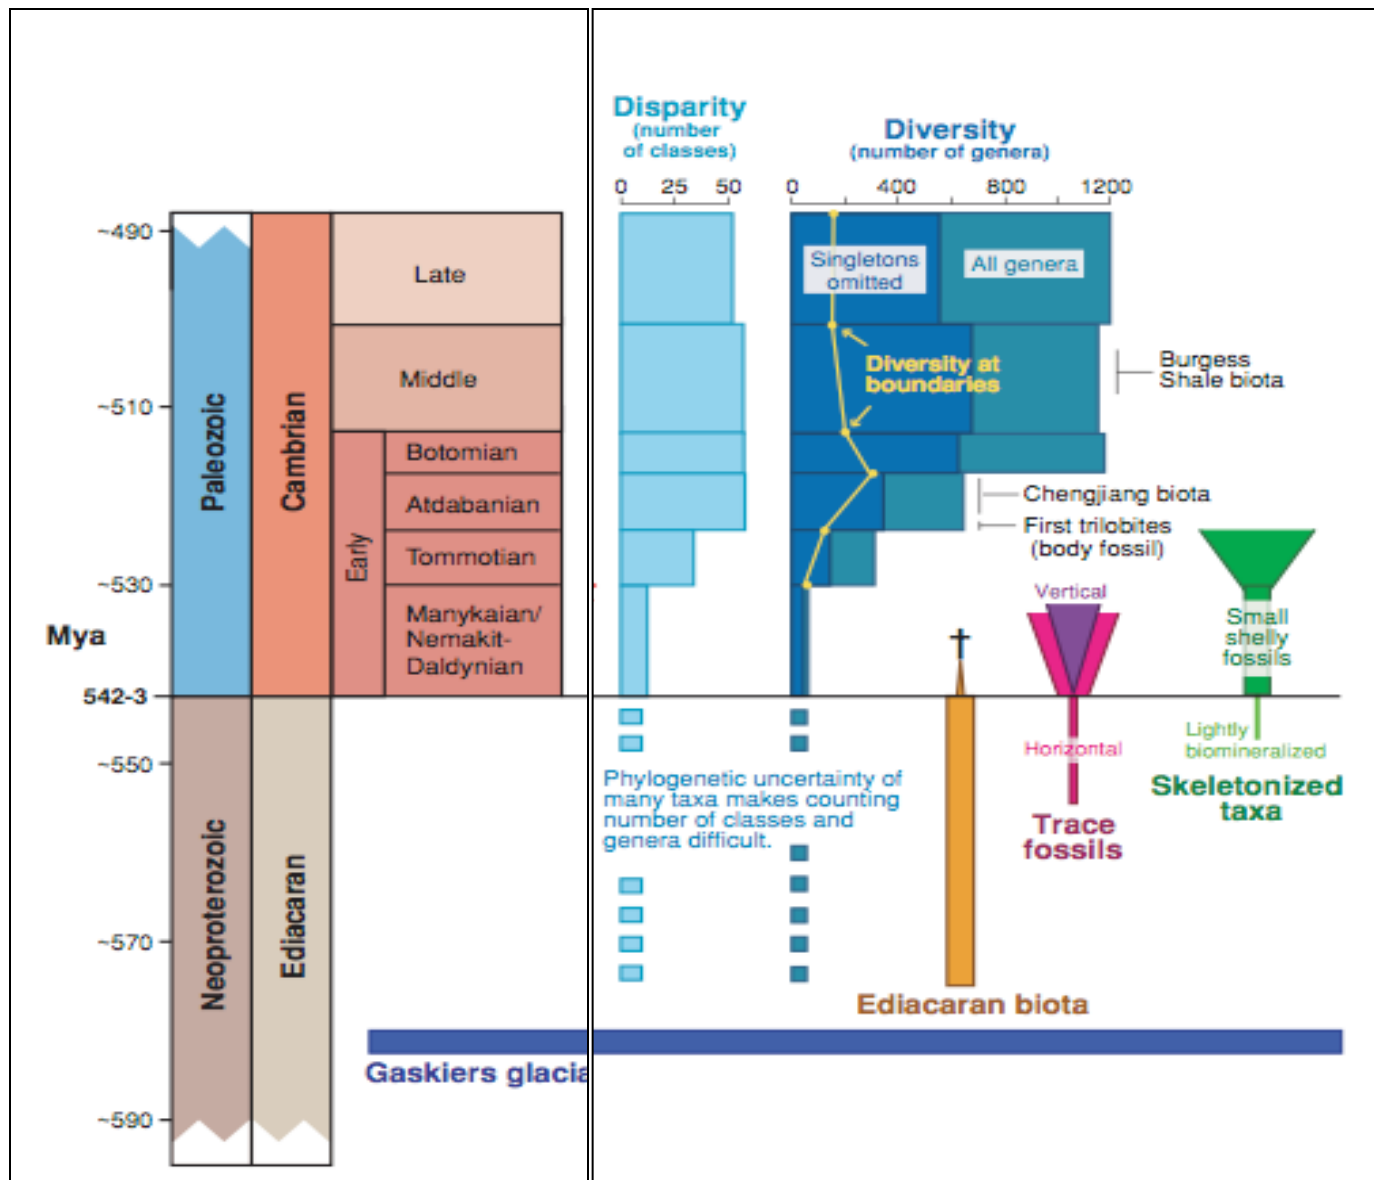 Disparity
(number
of classes)
0 25 50
Diversity
(number of genera)
0 400 800 1200
~490
~510
~530
Mya
542-3
~550
~570
~590
Paleozoic
Neoproterozoic
Cambrian
Ediacaran
Late
Middle
Early
Botomian
Atdabanian
Tommotian
Manykaian/
Nemakit-
Daldynian
Singletons
omitted
All genera
Diversity at
boundaries
Burgess
Shale biota
Chengjiang biota
First trilobites
(body fossil)
Vertical
Horizontal
Trace
fossils
Small
shelly
fossils
Lightly
biomineralized
Skeletonized
taxa
Phylogenetic uncertainty of
many taxa makes counting
number of classes and
genera difficult.
Ediacaran biota
Gaskiers glacia